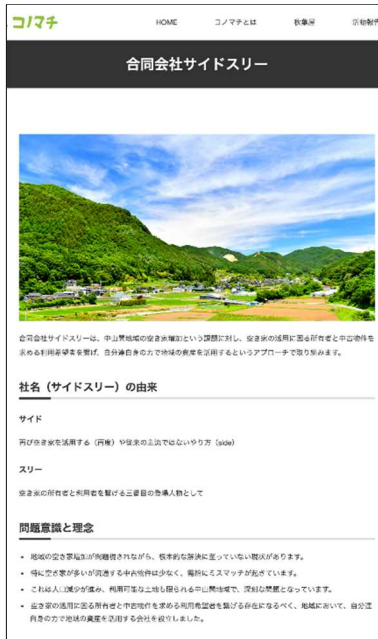 コノマチ
HOME コノマチとは 秋葉屋 活動報告
合同会社サイドスリー
合同会社サイドスリーは、中山間地域の空き家増加という課題に対し、空き家の活用に困る所有者と中古物件を
求める利用希望者を繋げ、自分達自身の力で地域の資産を活用するというアプローチで取り組みます。
社名（サイドスリー）の由来
サイド
再び空き家を活用する（再度）や従来の主流ではないやり方（side）
スリー
空き家の所有者と利用者を繋げる三番目の登場人物として
問題意識と理念
• 地域の空き家増加が問題視されながら、根本的な解決に至っていない現状があります。
• 特に空き家が多いが流通する中古物件は少なく、需給にミスマッチが起きています。
• これは人口減少が進み、利用可能な土地も限られる中山間地域で、深刻な問題となっています。
• 空き家の活用に困る所有者と中古物件を求める利用希望者を繋げる存在になるべく、地域において、自分達
自身の力で地域の資産を活用する会社を設立しました。